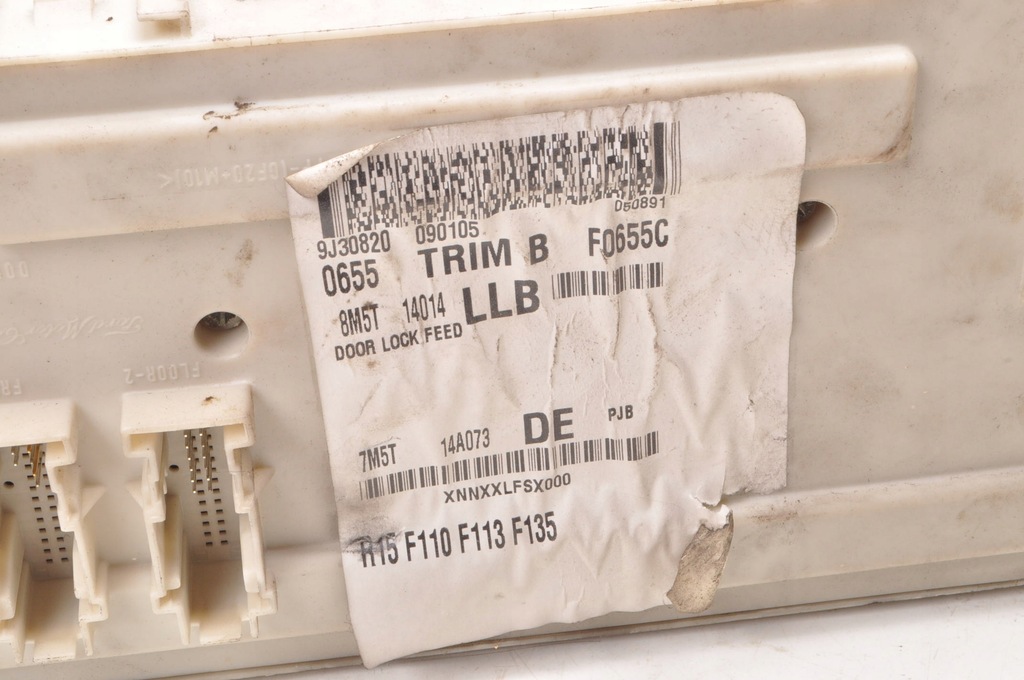 D50891
9J30820 090105
0655 TRIM B F0655C
8M5T 14014 LLB
DOOR LOCK FEED
7M5T 14A073 DE PJB
XNNXXLFSX000
R15 F110 F113 F135
FLOOR-2